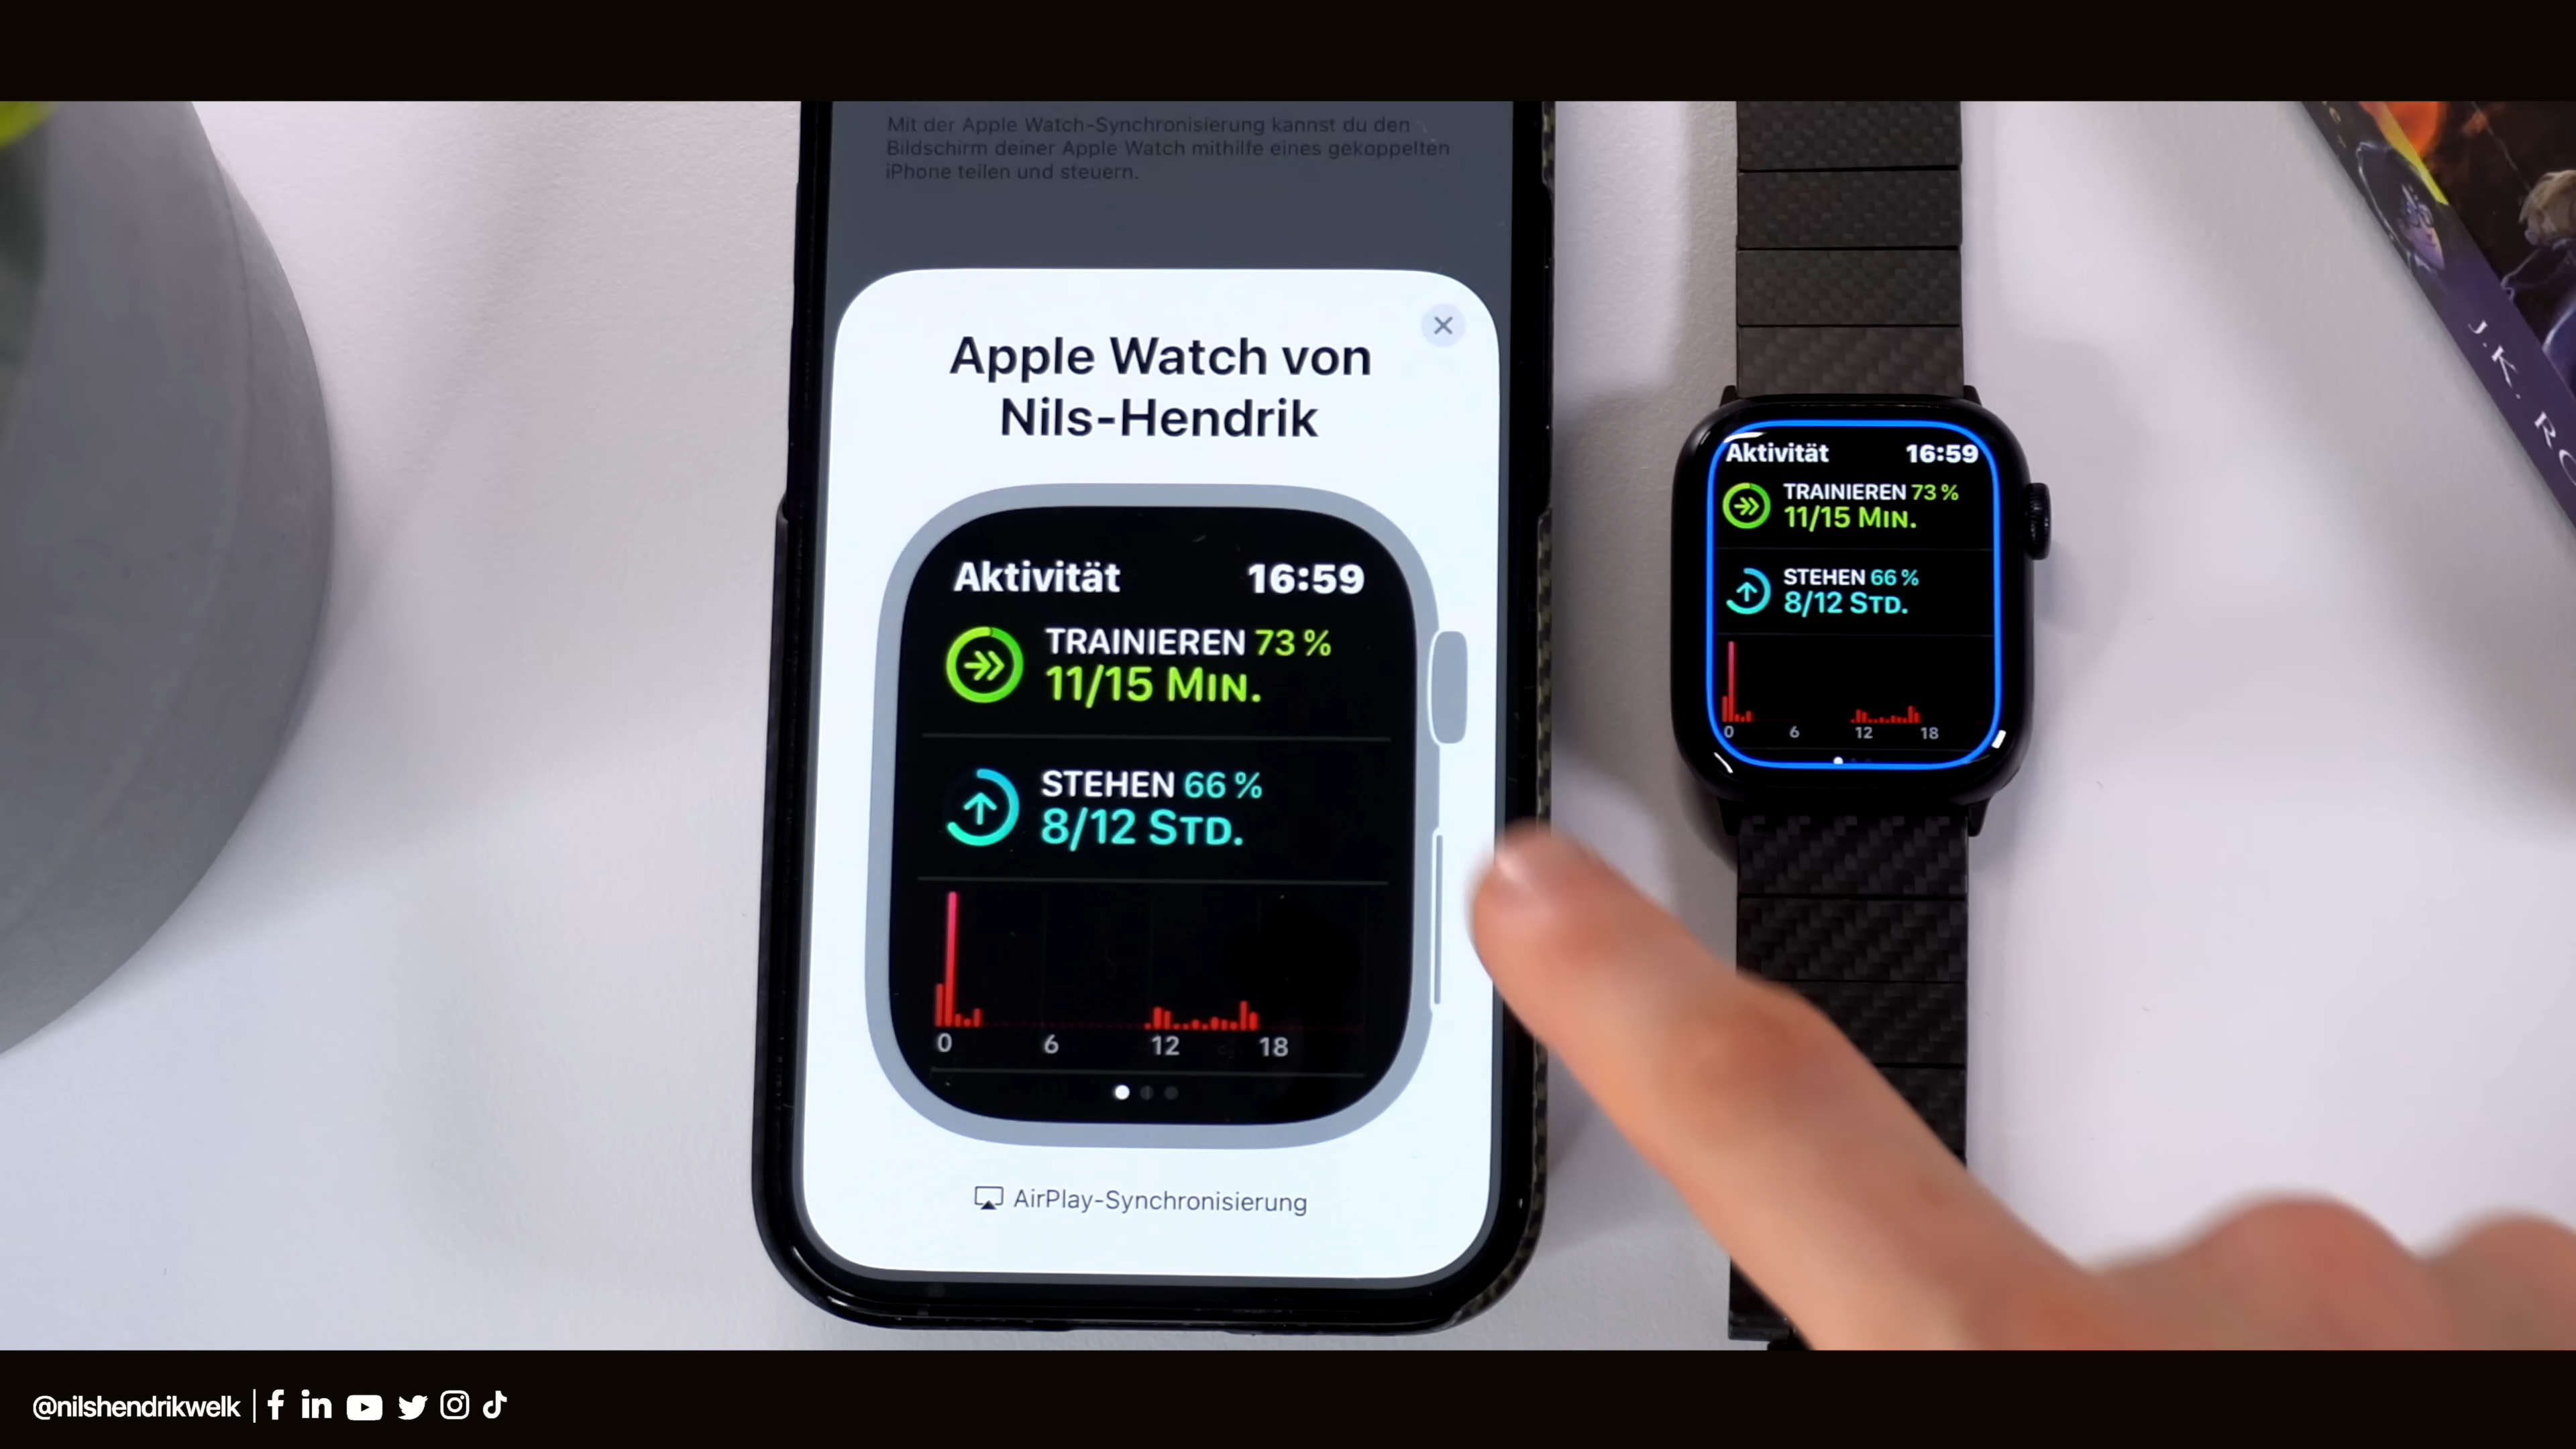 Mit der Apple Watch-Synchronisierung kannst du den
Bildschirm deiner Apple Watch mithilfe eines gekoppelten
iPhone teilen und steuern.
Apple Watch von
Nils-Hendrik
Aktivität 16:59
TRAINIEREN 73 %
11/15 MIN.
STEHEN 66 %
8/12 STD.
0 6 12 18
AirPlay-Synchronisierung
Aktivität 16:59
TRAINIEREN 73 %
11/15 MIN.
STEHEN 66 %
8/12 STD.
0 6 12 18
J.K. RO
@nilshendrikwelk